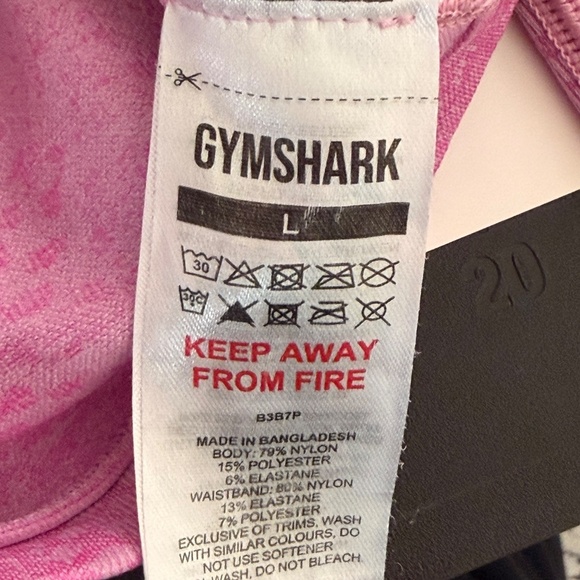 GYMSHARK
L
30
30°C
KEEP AWAY
FROM FIRE
B3B7P
MADE IN BANGLADESH
BODY: 79% NYLON
15% POLYESTER
6% ELASTANE
WAISTBAND: 80% NYLON
13% ELASTANE
7% POLYESTER
EXCLUSIVE OF TRIMS, WASH
WITH SIMILAR COLOURS, DO
NOT USE SOFTENER
WASH, DO NOT BLEACH
20